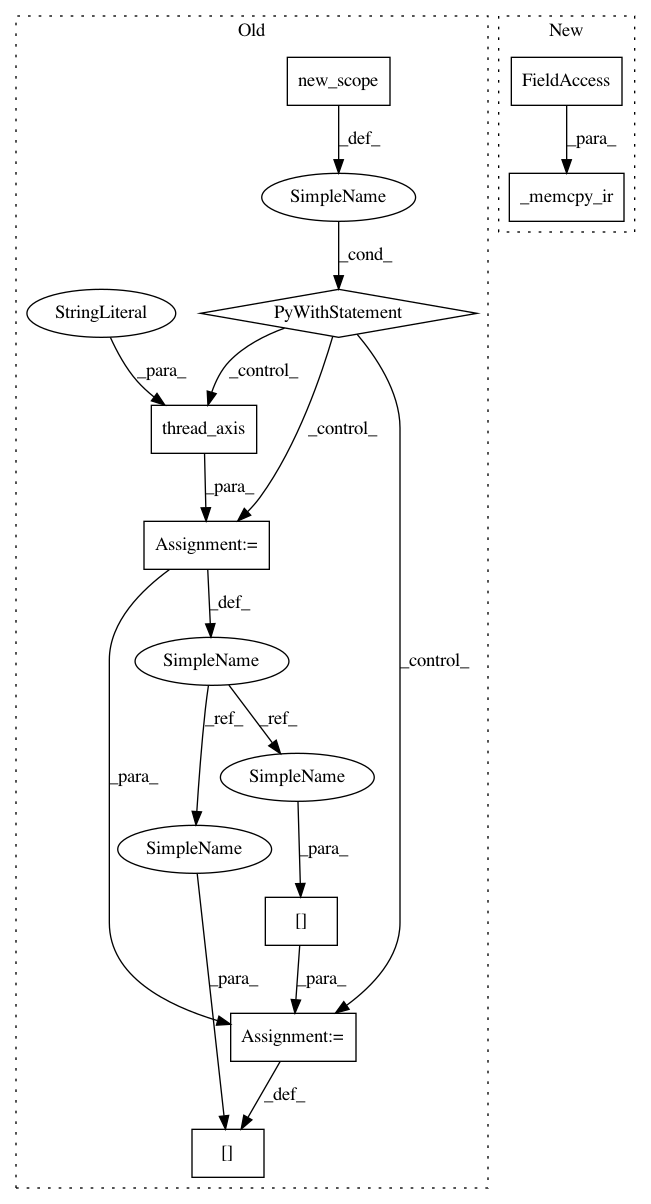 Old
New
new_scope
FieldAccess
_def_
_para_
SimpleName
_memcpy_ir
_cond_
StringLiteral
PyWithStatement
_para_
_control_
thread_axis
_control_
_para_
Assignment:=
_def_
SimpleName
_control_
_ref_
_ref_
_para_
SimpleName
SimpleName
_para_
[]
_para_
_para_
Assignment:=
_def_
[]